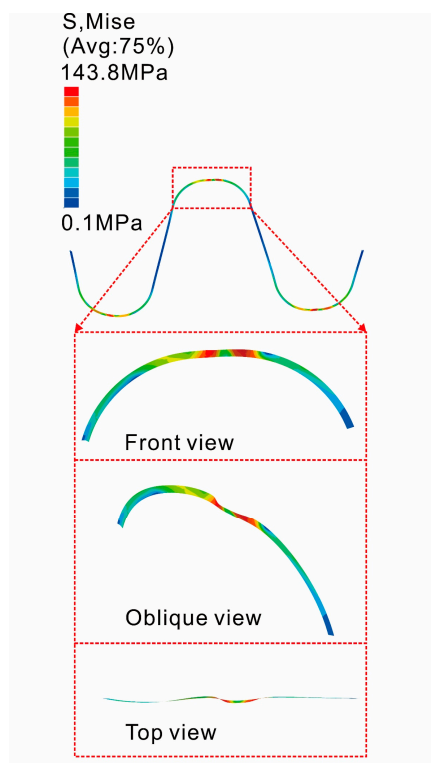 S,Mise
(Avg:75%)
143.8MPa
0.1MPa
Front view
Oblique view
Top view